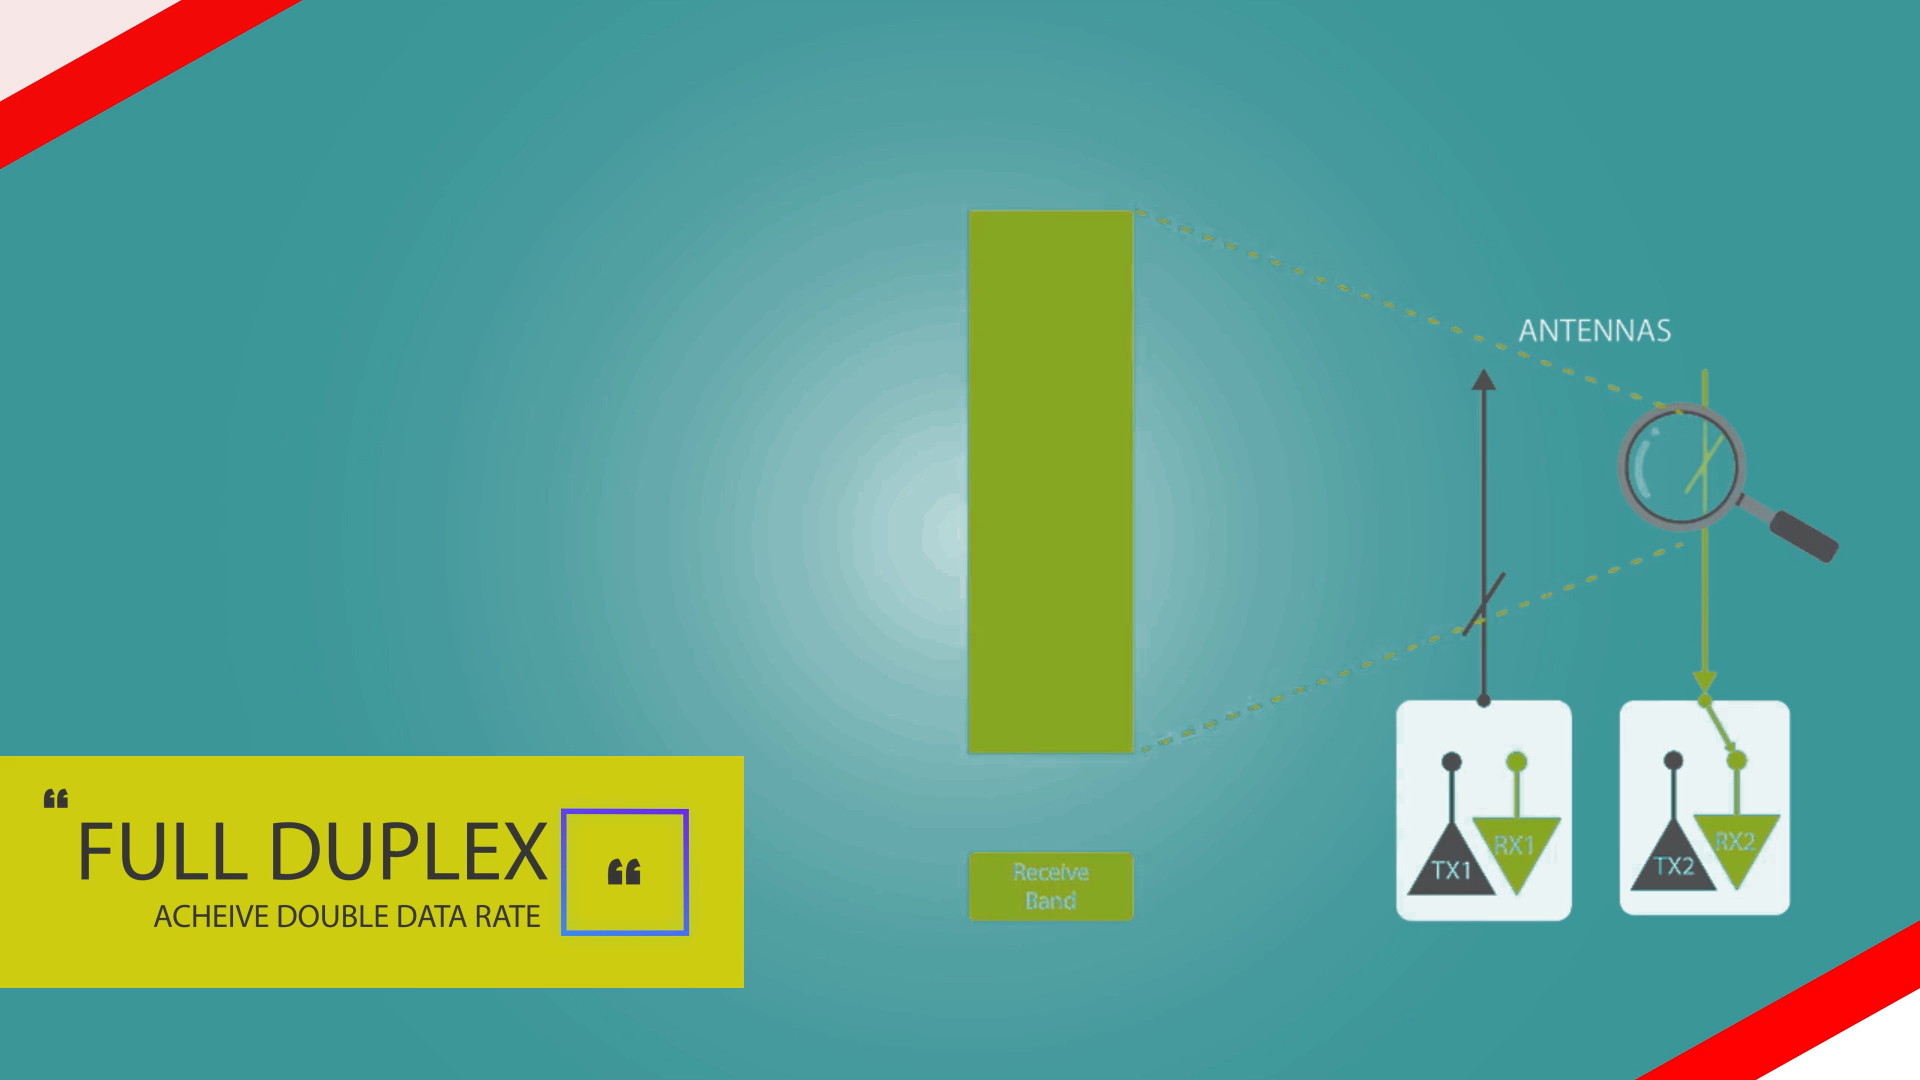 ANTENNAS
“
FULL DUPLEX
“
ACHEIVE DOUBLE DATA RATE
Receive
Band
TX1
RX1
TX2
RX2